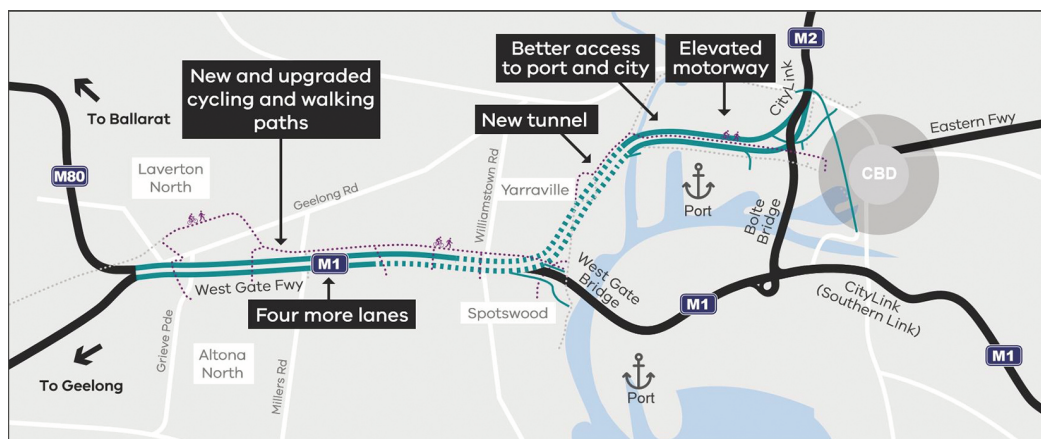 M2
Better access
to port and city
Elevated
motorway
New and upgraded
cycling and walking
paths
CityLink
To Ballarat
New tunnel
Eastern Fwy
M80
Laverton
North
Geelong Rd
Williamstown Rd
Yarraville
Port
CBD
Bolte
Bridge
M1
West Gate Fwy
West Gate
Bridge
M1
CityLink
(Southern Link)
Four more lanes
Spotswood
Grieve Pde
Altona
North
Millers Rd
M1
To Geelong
Port